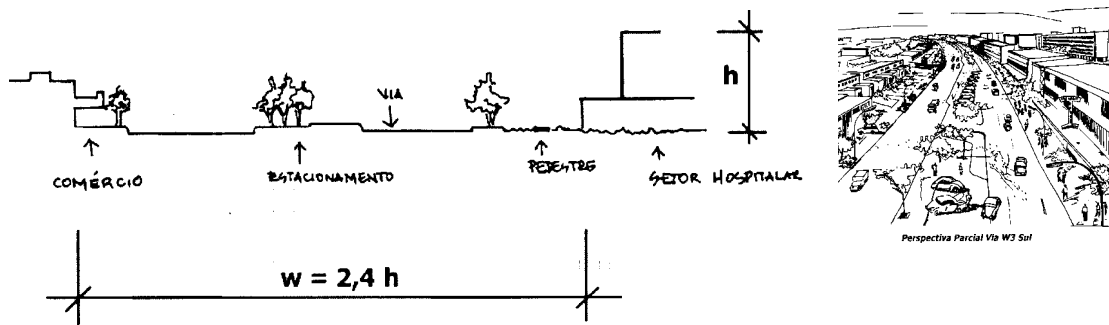 h
VIA
COMÉRCIO
ESTACIONAMENTO
PEDESTRE
SETOR HOSPITALAR
Perspectiva Parcial Via W3 Sul
w = 2,4 h